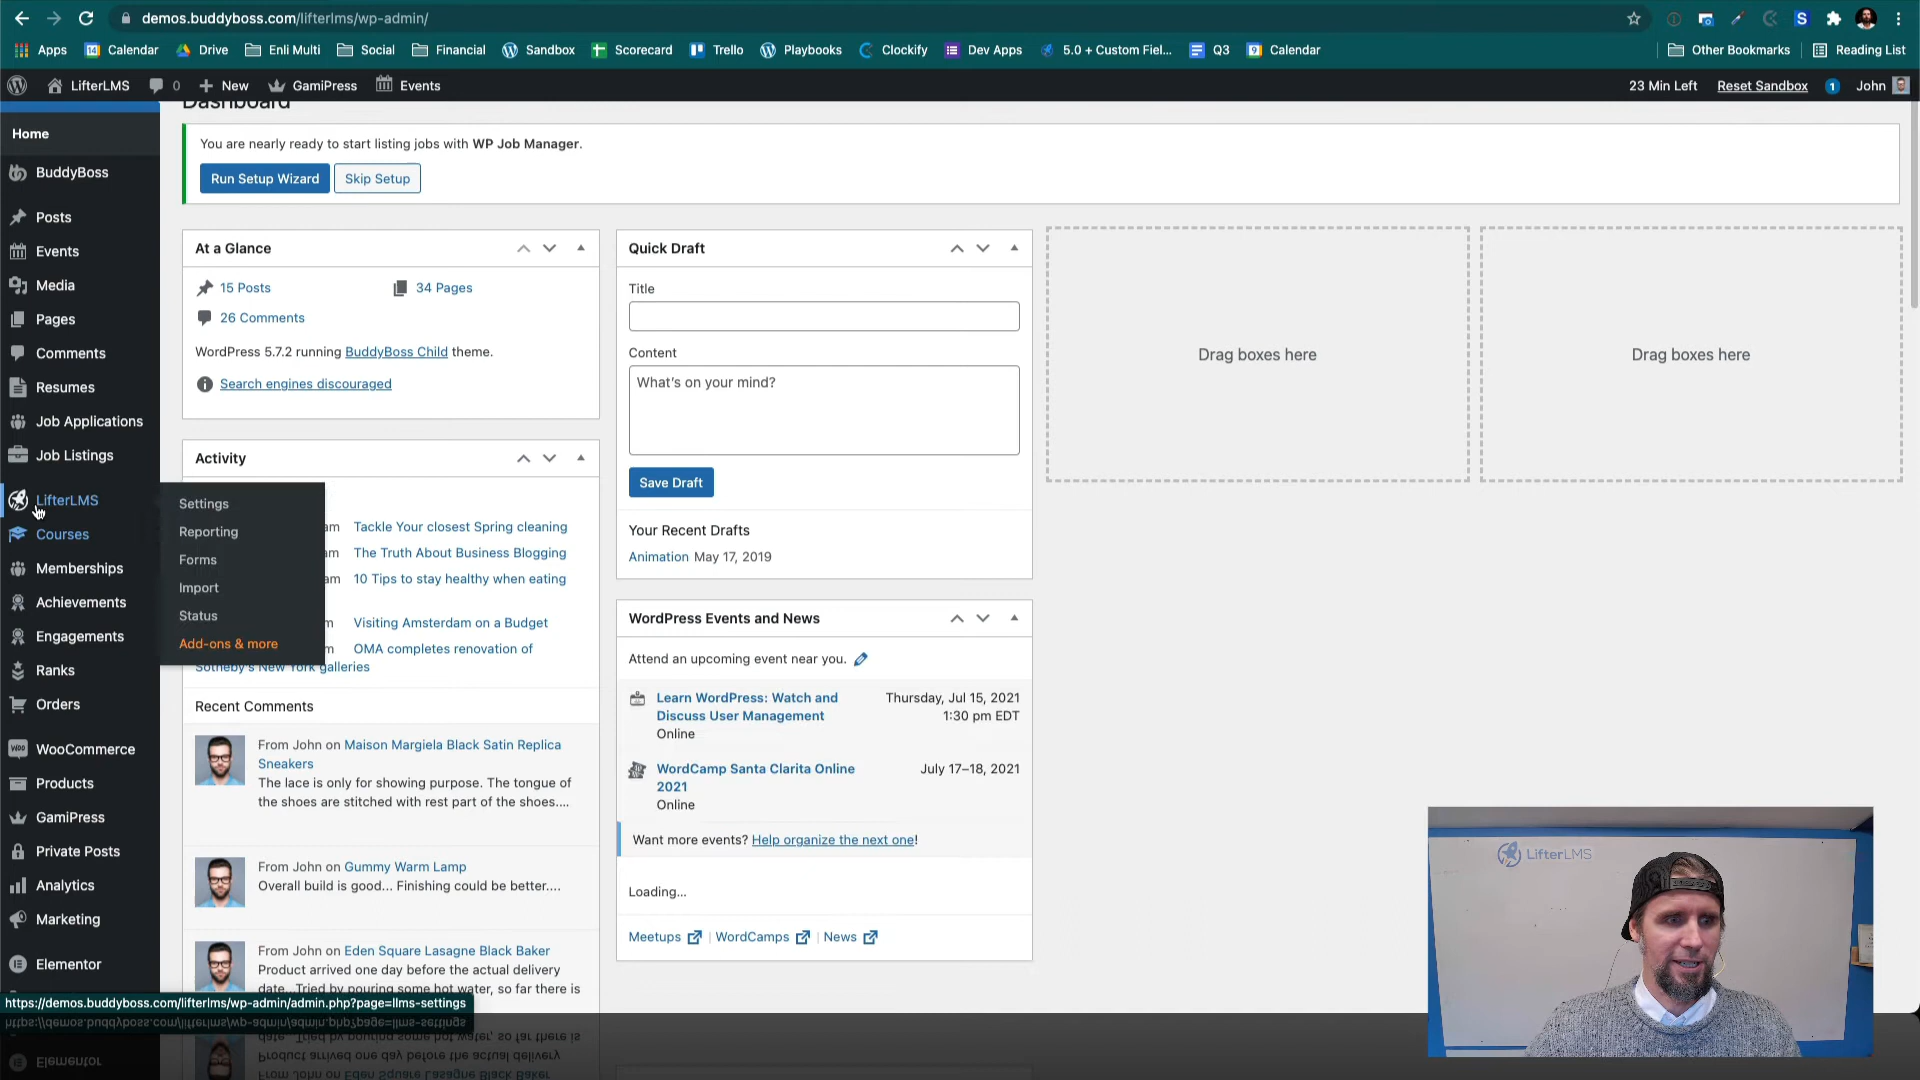 demos.buddyboss.com/lifterlms/wp-admin/
Apps
Calendar
Drive
Enli Multi
Social
Financial
Sandbox
Scorecard
Trello
Playbooks
Clockify
Dev Apps
5.0 + Custom Fiel...
Q3
Calendar
Other Bookmarks
Reading List
LifterLMS
0
New
GamiPress
Events
23 Min Left
Reset Sandbox
1
John
Dashboard
Home
BuddyBoss
Posts
Events
Media
Pages
Comments
Resumes
Job Applications
Job Listings
LifterLMS
Courses
Memberships
Achievements
Engagements
Ranks
Orders
WooCommerce
Products
GamiPress
Private Posts
Analytics
Marketing
Elementor
Settings
Reporting
Forms
Import
Status
Add-ons & more
You are nearly ready to start listing jobs with WP Job Manager.
Run Setup Wizard
Skip Setup
At a Glance
15 Posts
34 Pages
26 Comments
WordPress 5.7.2 running BuddyBoss Child theme.
Search engines discouraged
Activity
am Tackle Your closest Spring cleaning
am The Truth About Business Blogging
am 10 Tips to stay healthy when eating
m Visiting Amsterdam on a Budget
m OMA completes renovation of
Sotheby's New York galleries
Recent Comments
From John on Maison Margiela Black Satin Replica
Sneakers
The lace is only for showing purpose. The tongue of
the shoes are stitched with rest part of the shoes....
From John on Gummy Warm Lamp
Overall build is good... Finishing could be better....
From John on Eden Square Lasagne Black Baker
Product arrived one day before the actual delivery
date...Tried by pouring some hot water, so far there is
Quick Draft
Title
Content
What's on your mind?
Save Draft
Your Recent Drafts
Animation May 17, 2019
WordPress Events and News
Attend an upcoming event near you.
Learn WordPress: Watch and
Discuss User Management
Online
Thursday, Jul 15, 2021
1:30 pm EDT
WordCamp Santa Clarita Online
2021
Online
July 17–18, 2021
Want more events? Help organize the next one!
Loading...
Meetups | WordCamps | News
Drag boxes here
Drag boxes here
https://demos.buddyboss.com/lifterlms/wp-admin/admin.php?page=llms-settings
LifterLMS